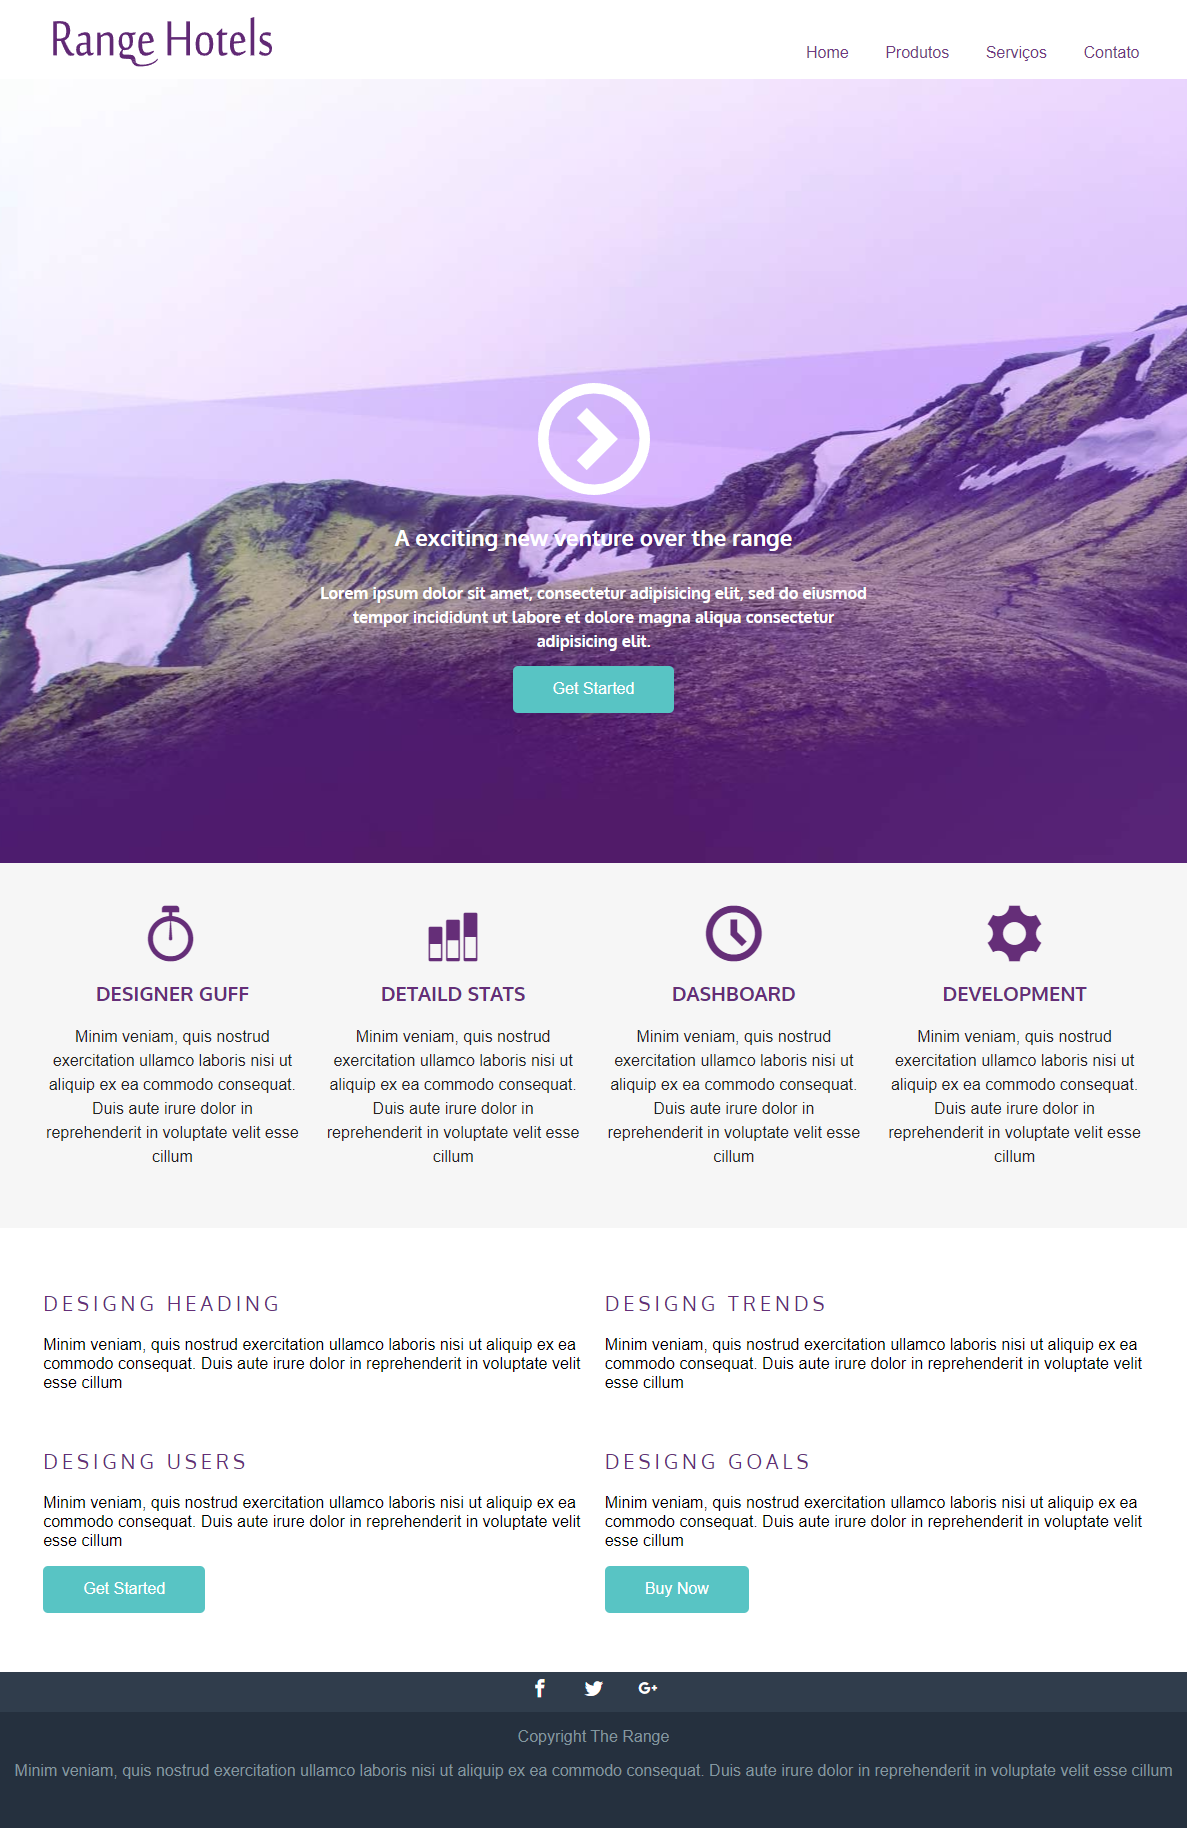 Range Hotels
Home Produtos Serviços Contato
A exciting new venture over the range
Lorem ipsum dolor sit amet, consectetur adipisicing elit, sed do eiusmod
tempor incididunt ut labore et dolore magna aliqua consectetur
adipisicing elit.
Get Started
DESIGNER GUFF
Minim veniam, quis nostrud
exercitation ullamco laboris nisi ut
aliquip ex ea commodo consequat.
Duis aute irure dolor in
reprehenderit in voluptate velit esse
cillum
DETAILD STATS
Minim veniam, quis nostrud
exercitation ullamco laboris nisi ut
aliquip ex ea commodo consequat.
Duis aute irure dolor in
reprehenderit in voluptate velit esse
cillum
DASHBOARD
Minim veniam, quis nostrud
exercitation ullamco laboris nisi ut
aliquip ex ea commodo consequat.
Duis aute irure dolor in
reprehenderit in voluptate velit esse
cillum
DEVELOPMENT
Minim veniam, quis nostrud
exercitation ullamco laboris nisi ut
aliquip ex ea commodo consequat.
Duis aute irure dolor in
reprehenderit in voluptate velit esse
cillum
DESIGNG HEADING
Minim veniam, quis nostrud exercitation ullamco laboris nisi ut aliquip ex ea
commodo consequat. Duis aute irure dolor in reprehenderit in voluptate velit
esse cillum
DESIGNG TRENDS
Minim veniam, quis nostrud exercitation ullamco laboris nisi ut aliquip ex ea
commodo consequat. Duis aute irure dolor in reprehenderit in voluptate velit
esse cillum
DESIGNG USERS
Minim veniam, quis nostrud exercitation ullamco laboris nisi ut aliquip ex ea
commodo consequat. Duis aute irure dolor in reprehenderit in voluptate velit
esse cillum
Get Started
DESIGNG GOALS
Minim veniam, quis nostrud exercitation ullamco laboris nisi ut aliquip ex ea
commodo consequat. Duis aute irure dolor in reprehenderit in voluptate velit
esse cillum
Buy Now
Copyright The Range
Minim veniam, quis nostrud exercitation ullamco laboris nisi ut aliquip ex ea commodo consequat. Duis aute irure dolor in reprehenderit in voluptate velit esse cillum